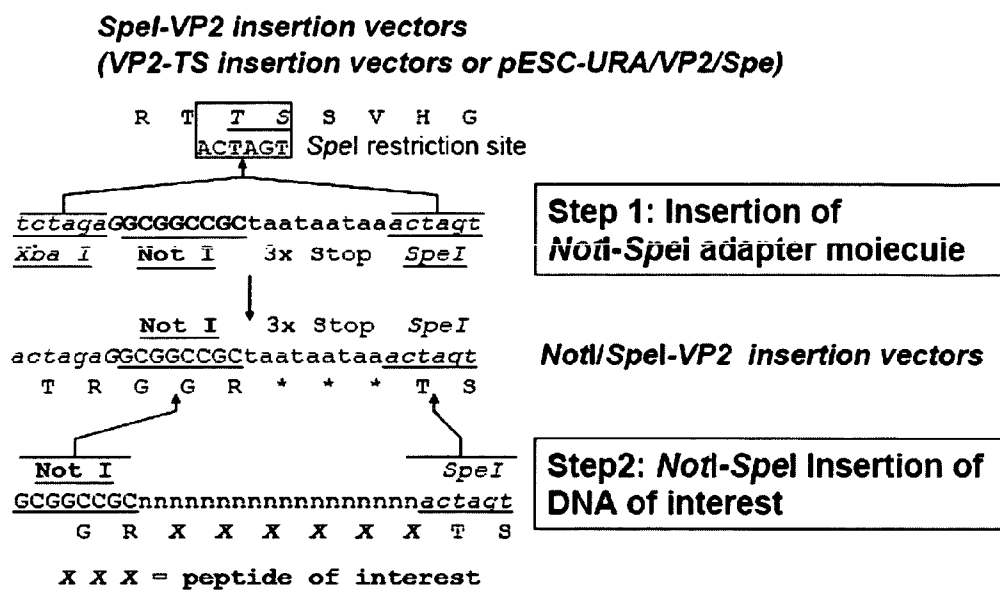 SpeI-VP2 insertion vectors
(VP2-TS insertion vectors or pESC-URA/VP2/Spe)
R T T S S V H G
ACTAGT SpeI restriction site
tctagaGGCGGCCGCtaataataaactagt
Xba I Not I 3x Stop SpeI
Step 1: Insertion of
NotI-SpeI adapter molecule
Not I 3x Stop SpeI
actagaGGCGGCCGCtaataataaactagt
T R G G R * * * T S
NotI/SpeI-VP2 insertion vectors
Not I SpeI
GCGGCCGCnnnnnnnnnnnnnnnnnnactagt
G R X X X X X X T S
Step2: NotI-SpeI Insertion of
DNA of interest
X X X = peptide of interest